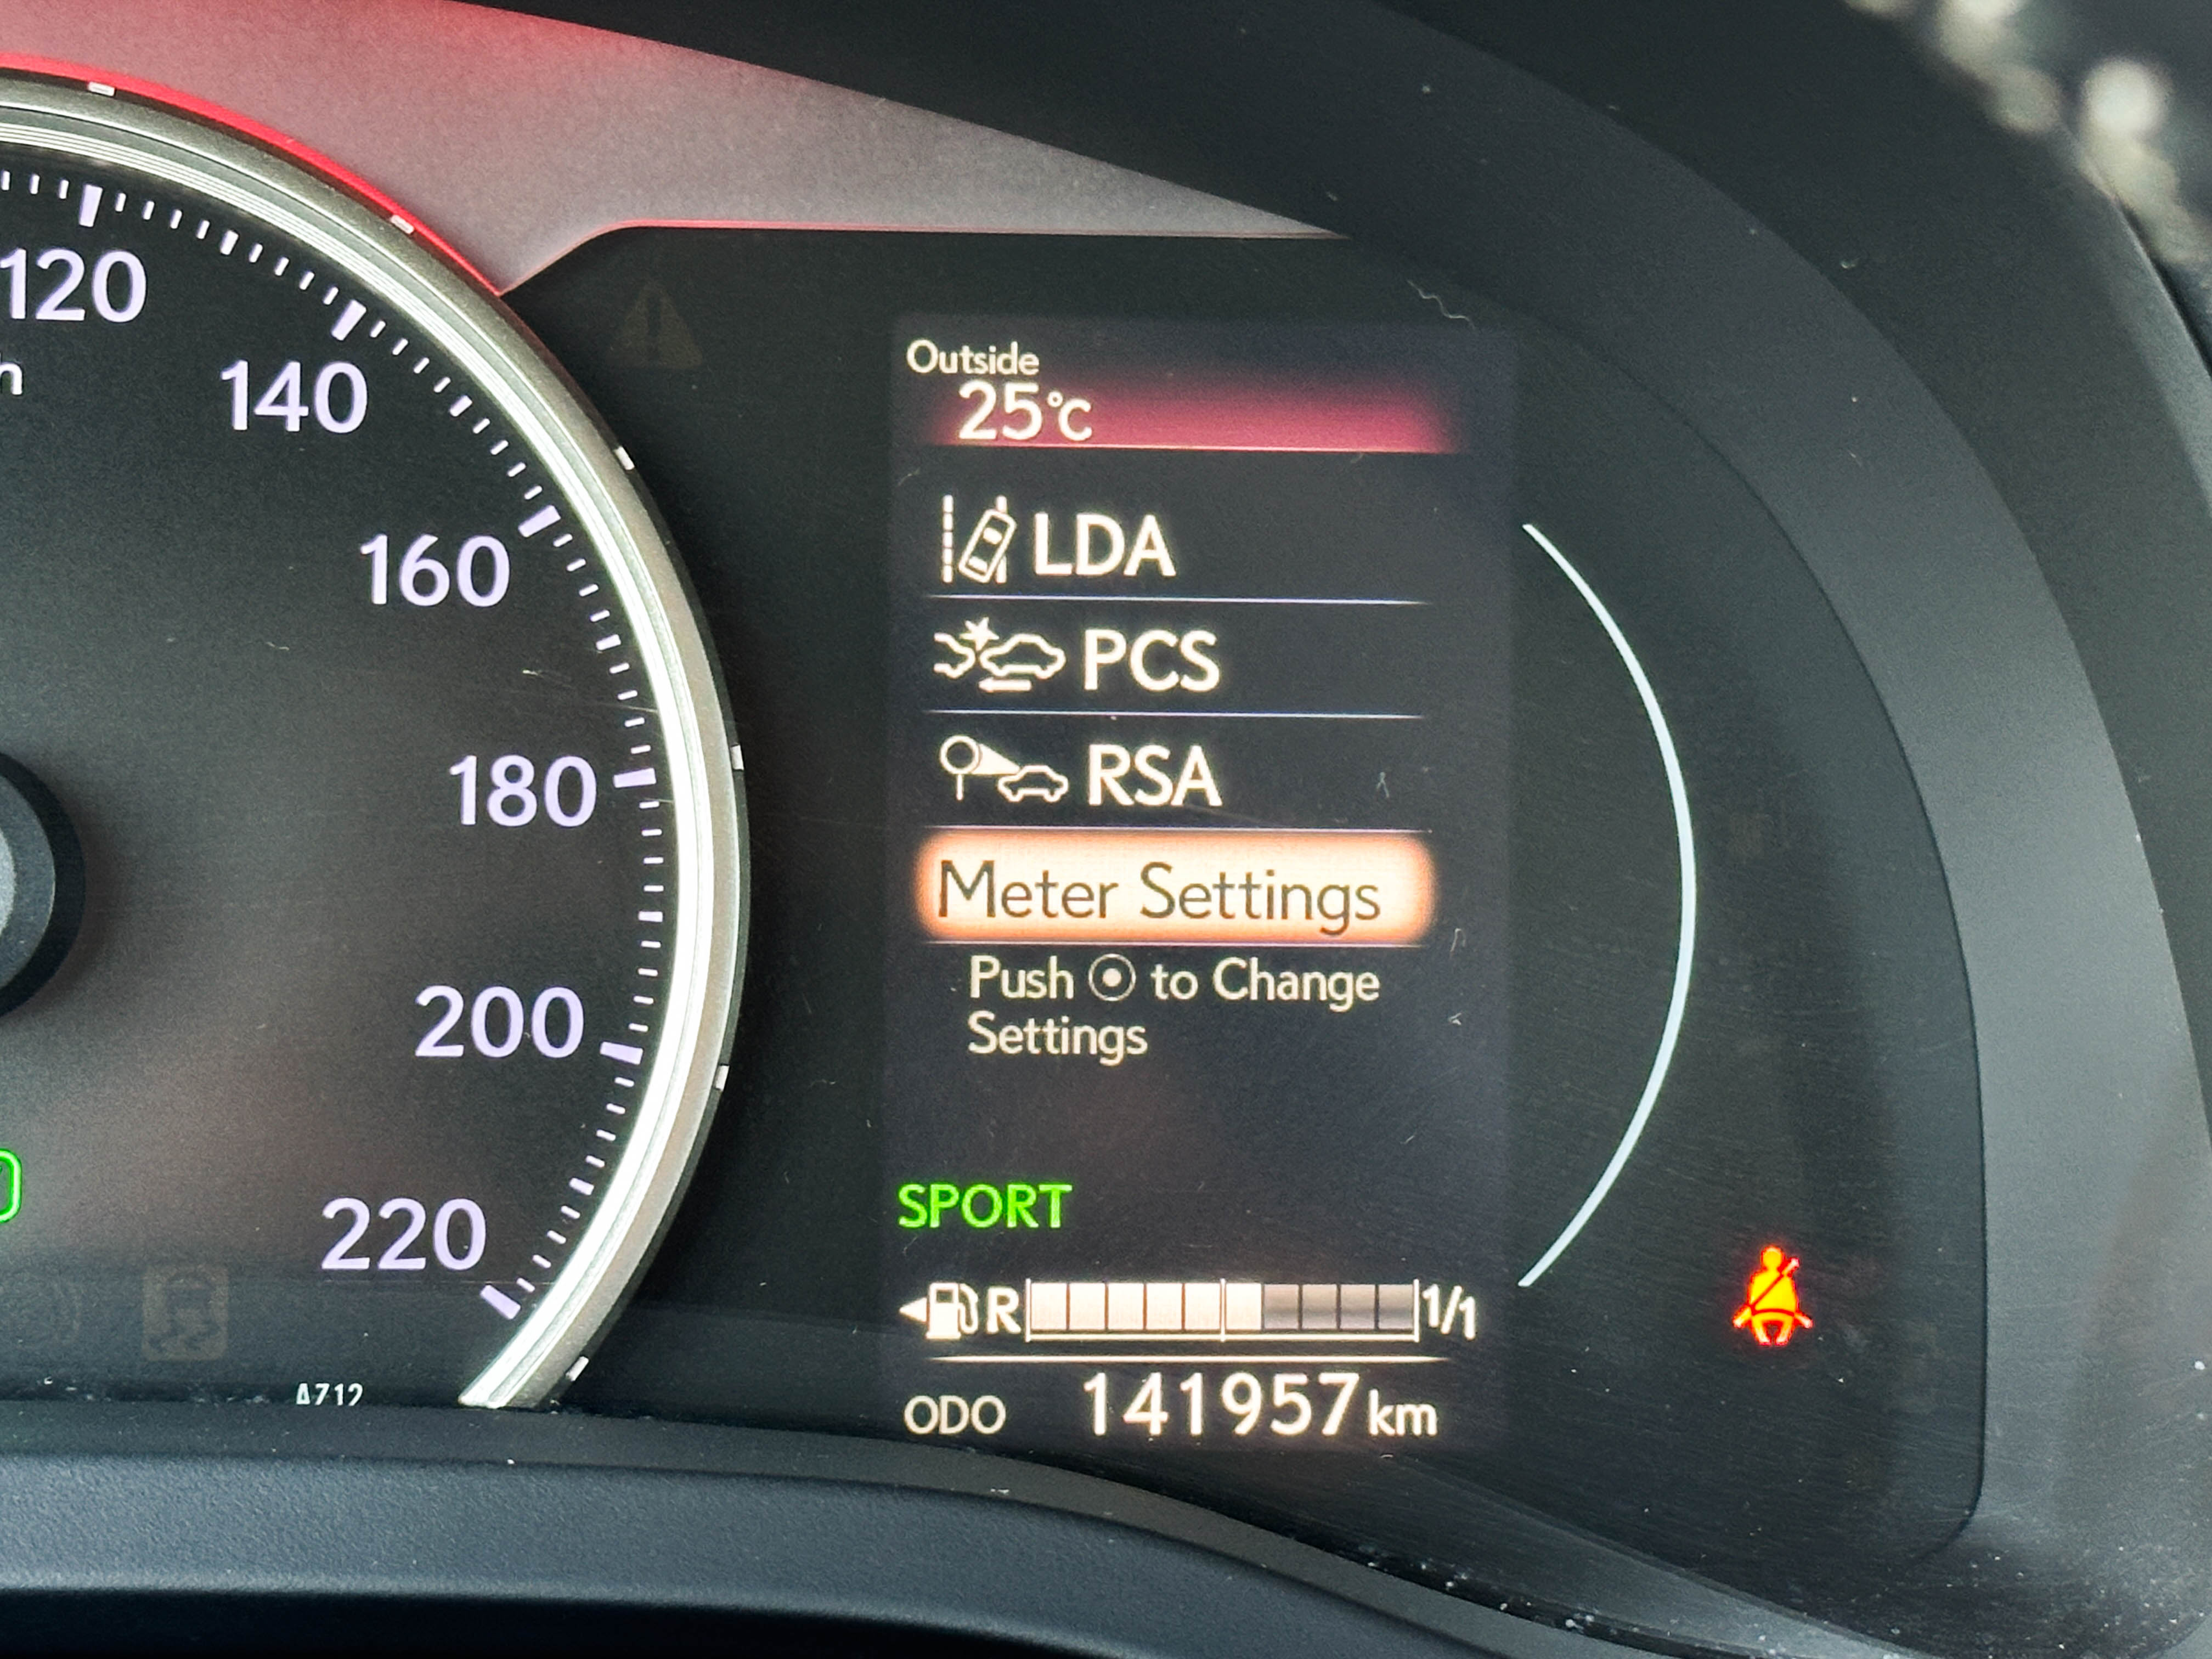 120
h
140
160
180
200
220
A712
Outside
25°C
LDA
PCS
RSA
Meter Settings
Push to Change
Settings
SPORT
R 1/1
ODO 141957 km